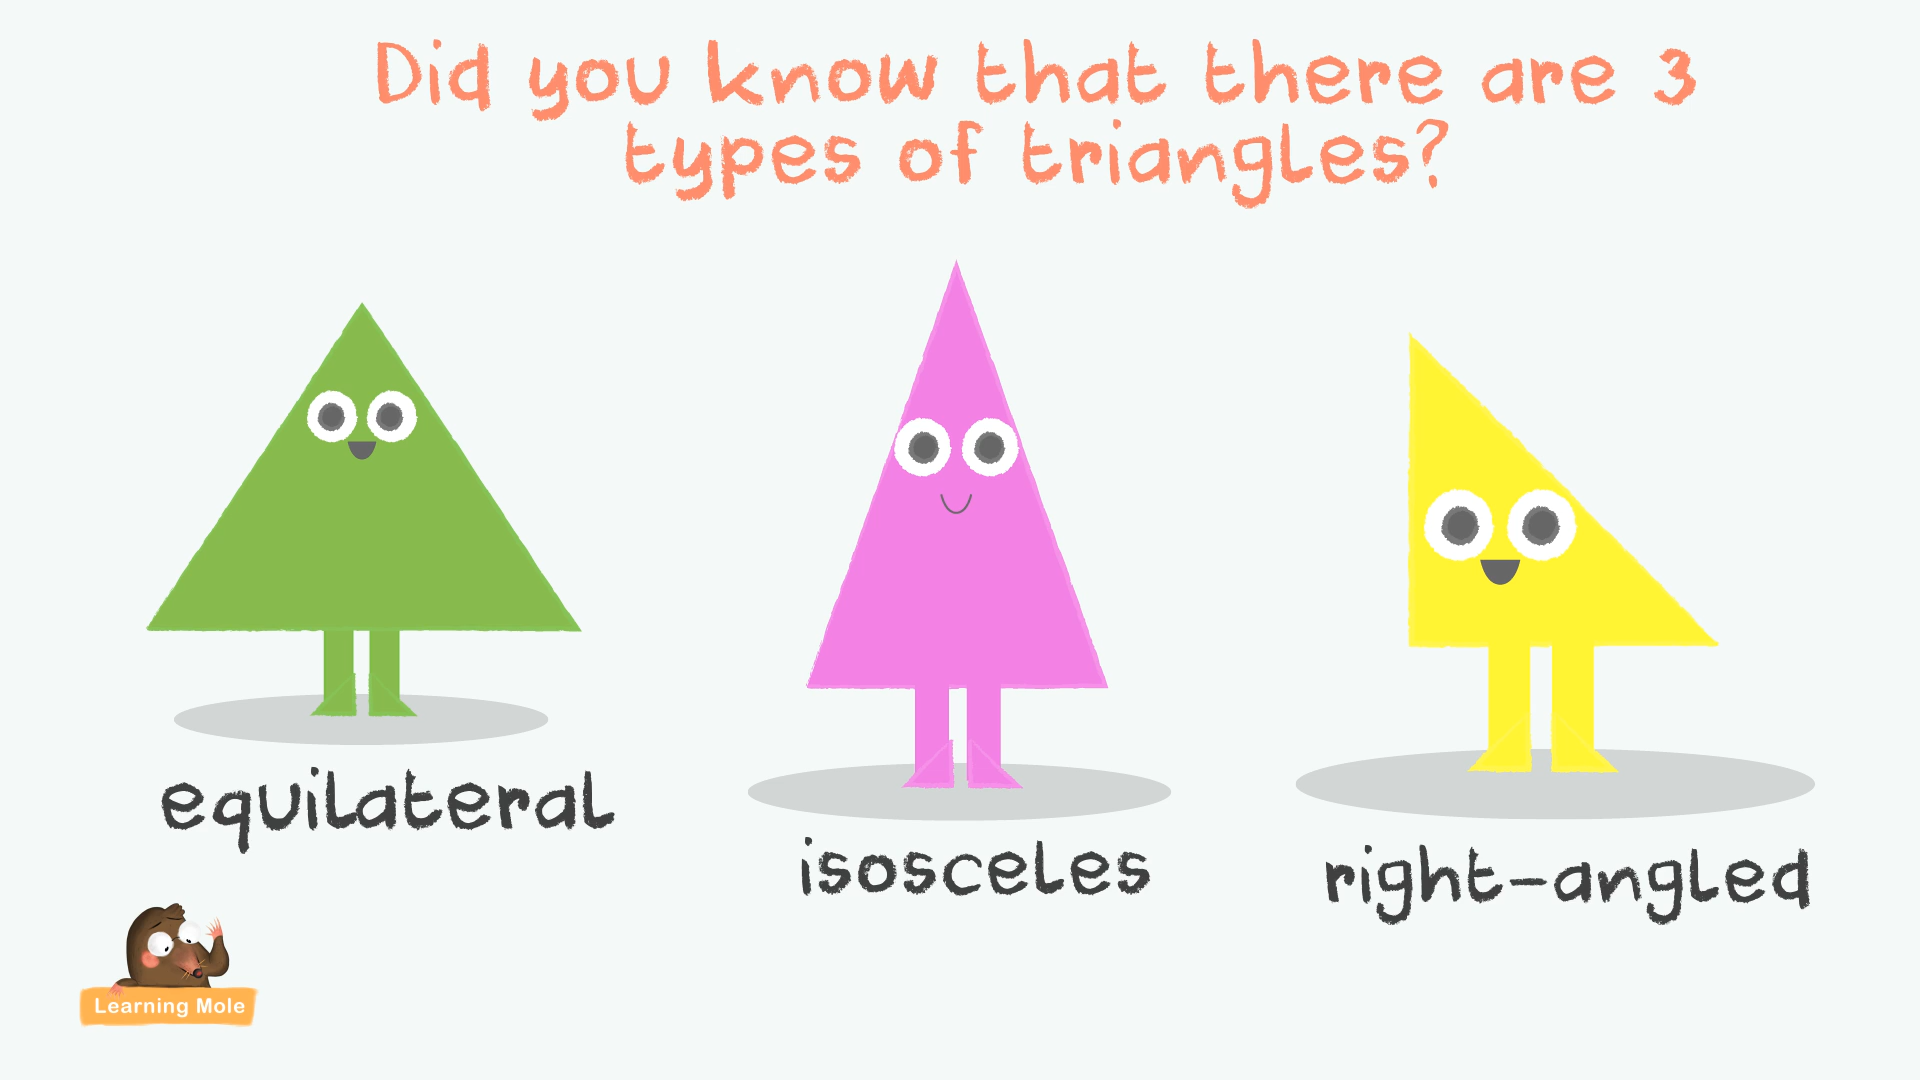 Did you know that there are 3
types of triangles?
equilateral
isosceles
right-angled
Learning Mole